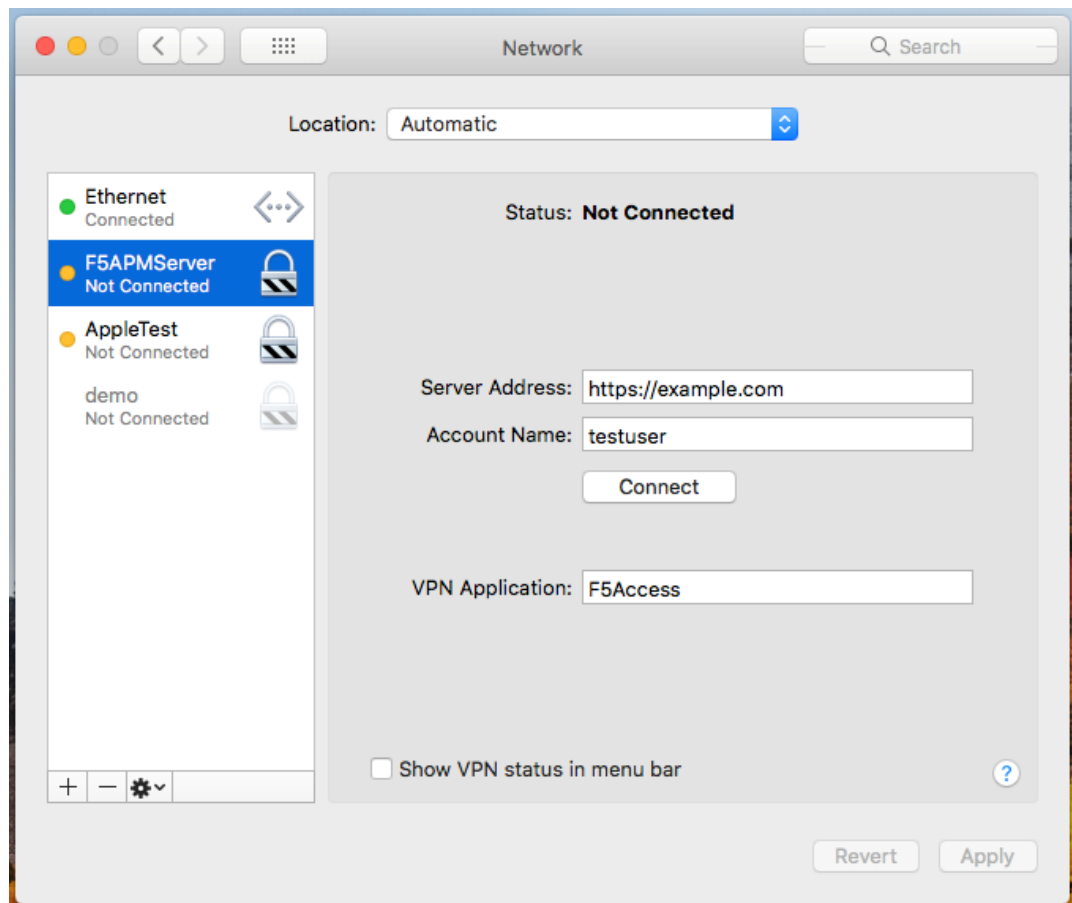 Network
Search
Location: Automatic
Ethernet
Connected
F5APMServer
Not Connected
AppleTest
Not Connected
demo
Not Connected
Status: Not Connected
Server Address: https://example.com
Account Name: testuser
Connect
VPN Application: F5Access
Show VPN status in menu bar
?
Revert Apply